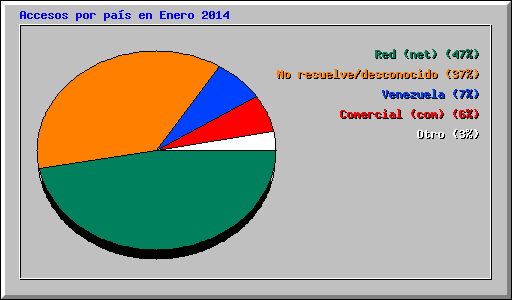 Accesos por país en Enero 2014
Red (net) (47%)
No resuelve/desconocido (37%)
Venezuela (7%)
Comercial (com) (6%)
Otro (3%)